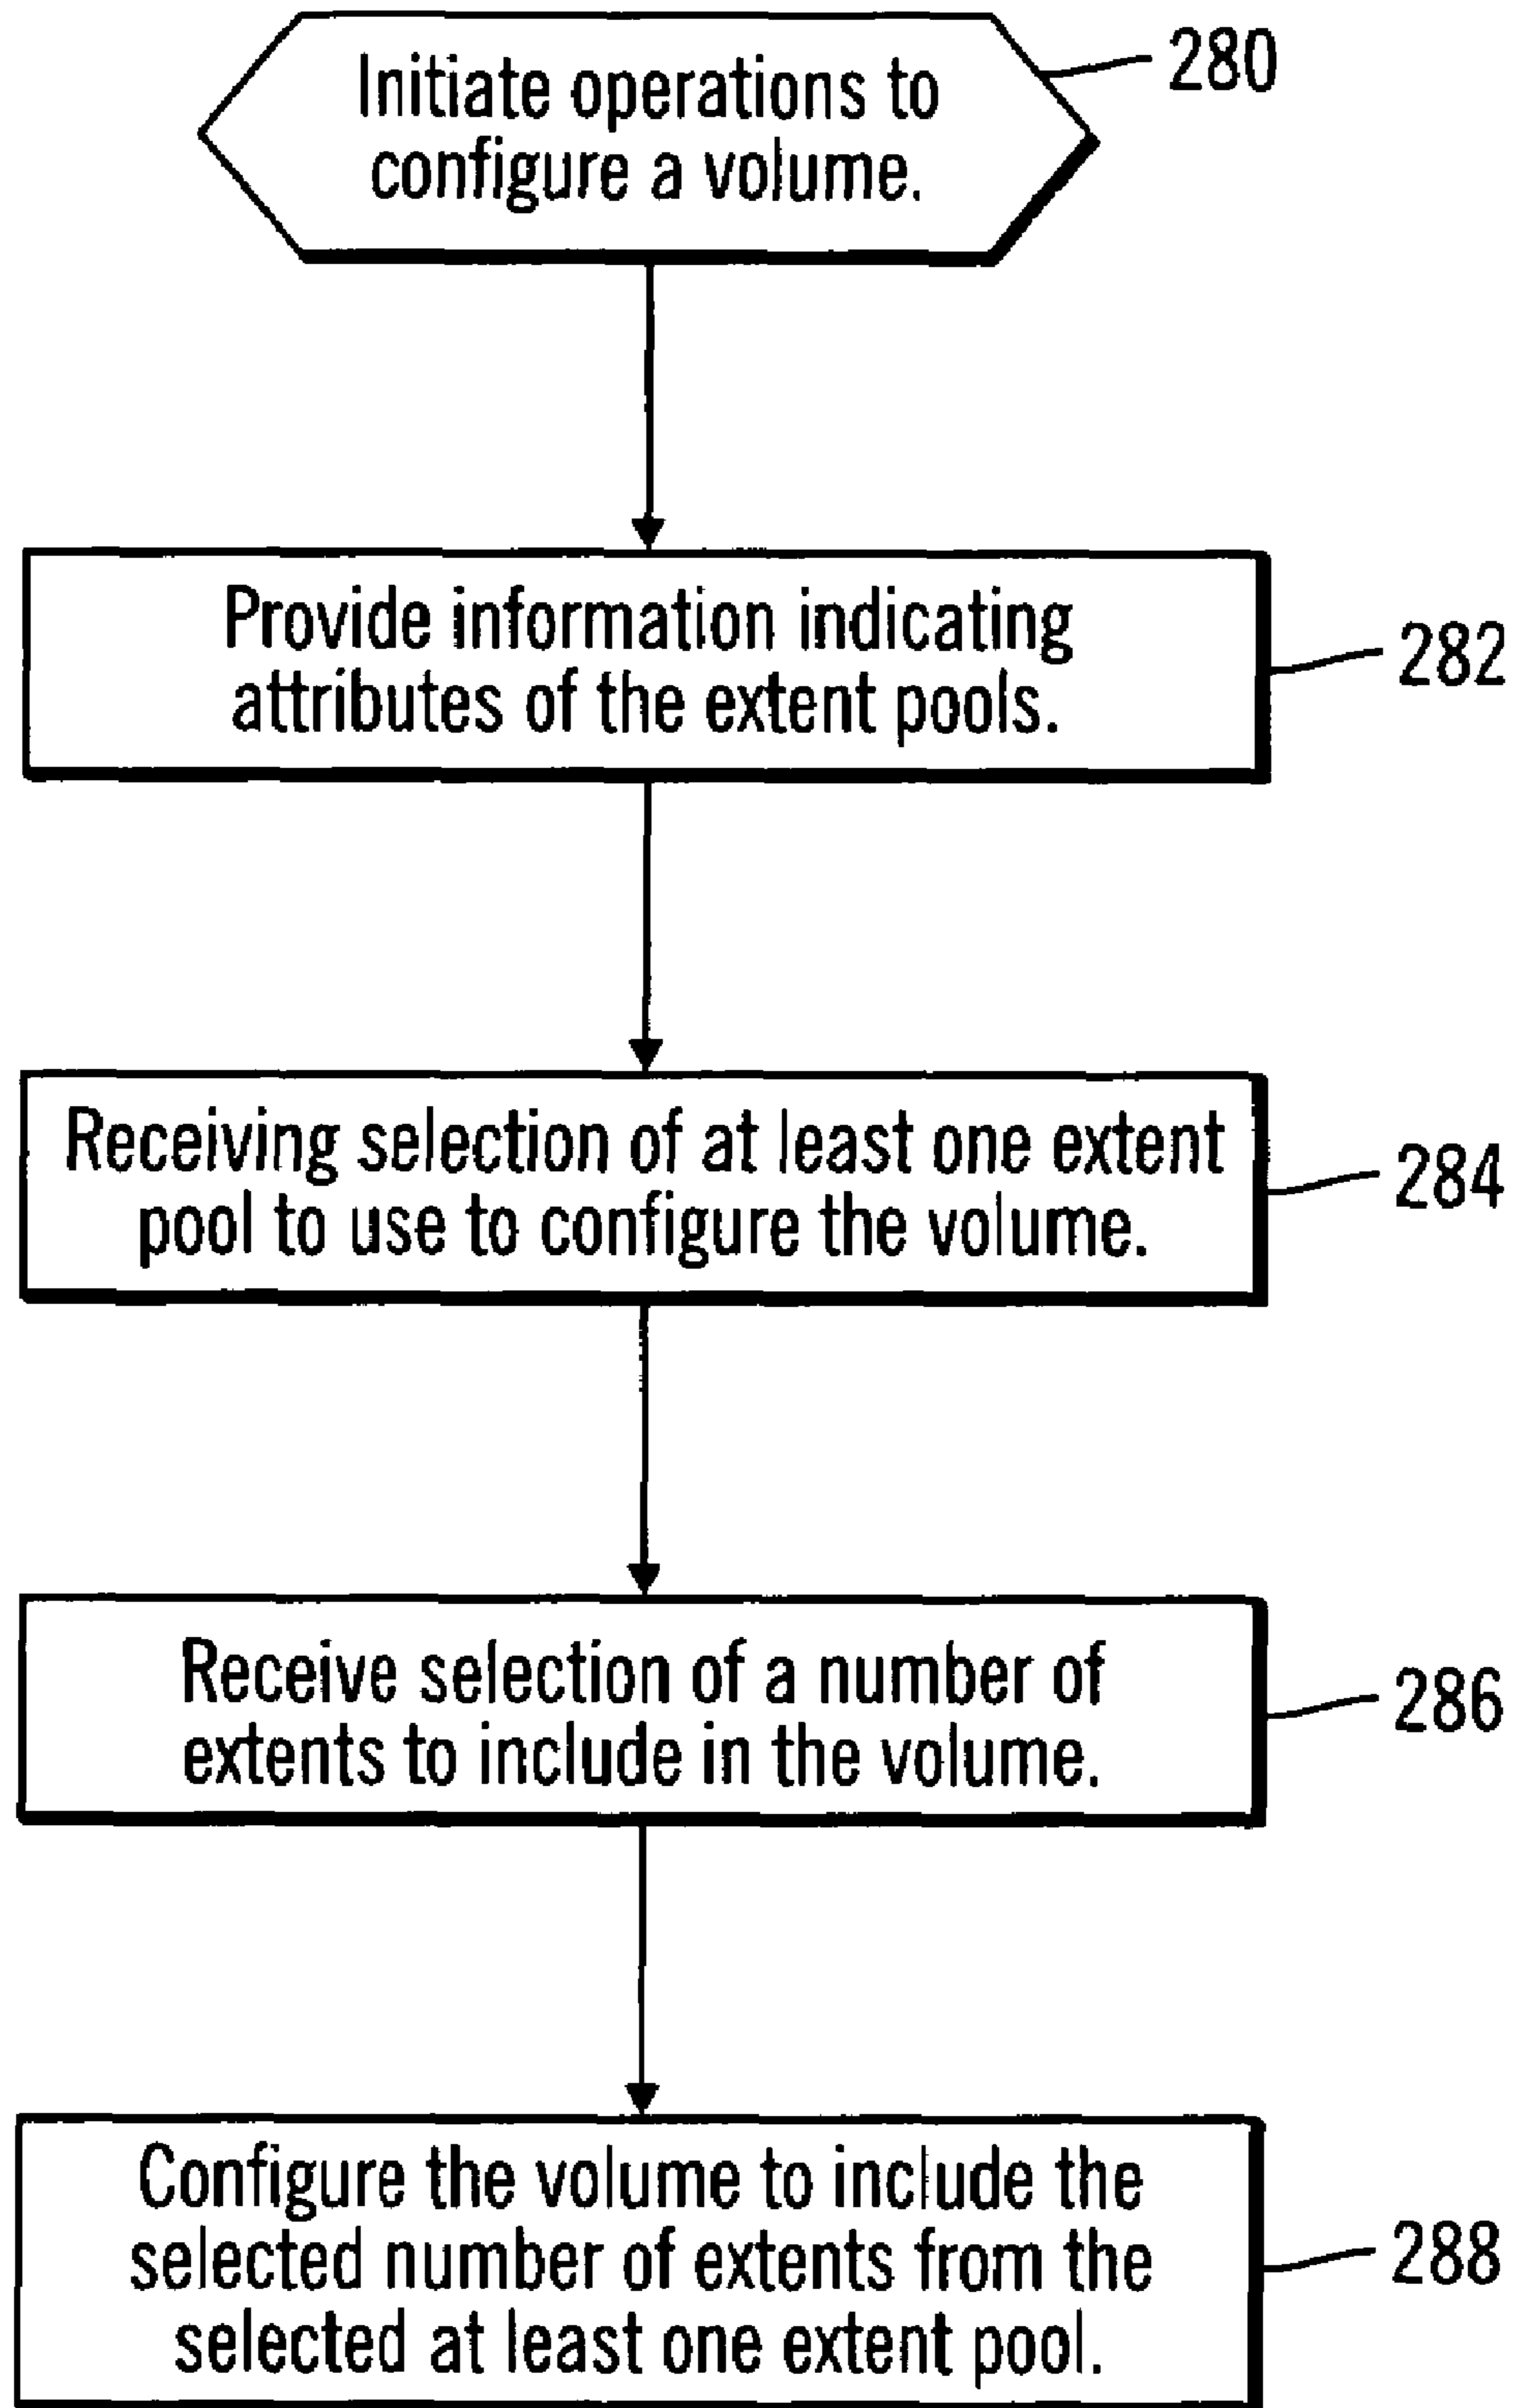 Initiate operations to
configure a volume.
280
Provide information indicating
attributes of the extent pools.
282
Receiving selection of at least one extent
pool to use to configure the volume.
284
Receive selection of a number of
extents to include in the volume.
286
Configure the volume to include the
selected number of extents from the
selected at least one extent pool.
288